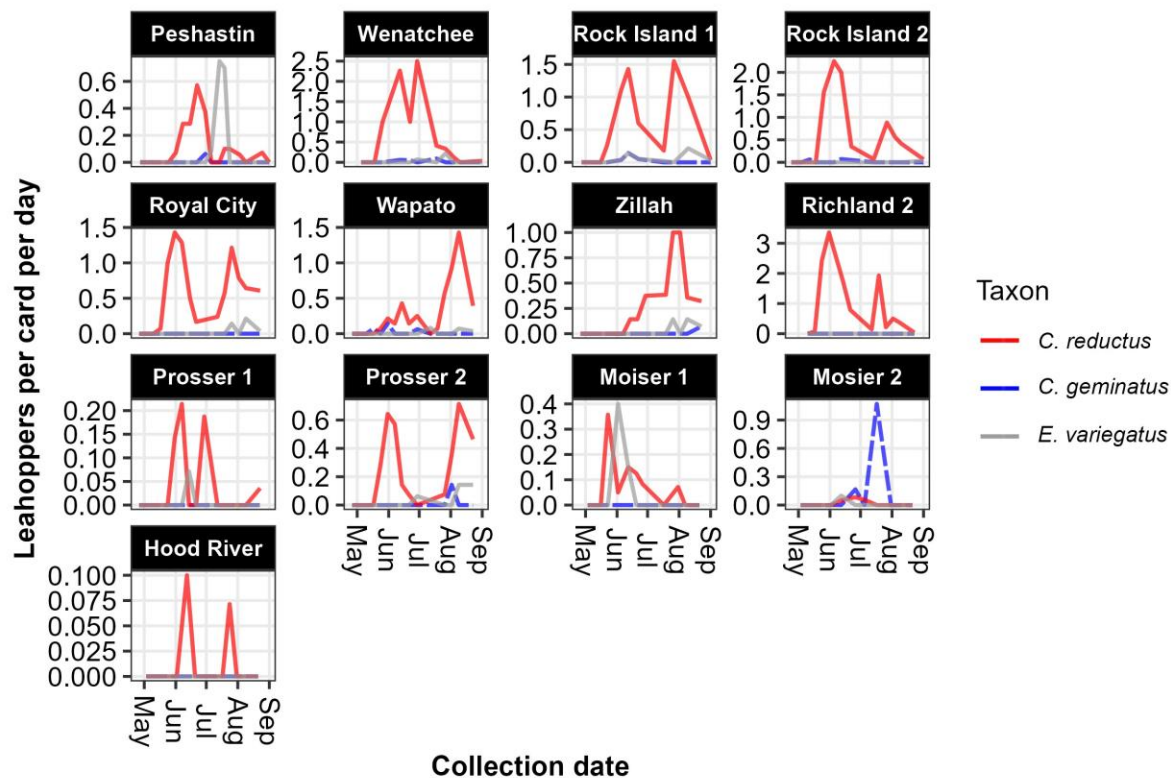 Peshastin
Wenatchee
Rock Island 1
Rock Island 2
0.6
0.4
0.2
0.0
2.5
2.0
1.5
1.0
0.5
0.0
1.5
1.0
0.5
0.0
2.0
1.5
1.0
0.5
0.0
Royal City
Wapato
Zillah
Richland 2
1.5
1.0
0.5
0.0
1.5
1.0
0.5
0.0
1.00
0.75
0.50
0.25
0.00
3
2
1
0
Prosser 1
Prosser 2
Moiser 1
Mosier 2
0.20
0.15
0.10
0.05
0.00
0.6
0.4
0.2
0.0
0.4
0.3
0.2
0.1
0.0
0.9
0.6
0.3
0.0
May Jun Jul Aug Sep
May Jun Jul Aug Sep
May Jun Jul Aug Sep
Hood River
0.100
0.075
0.050
0.025
0.000
May Jun Jul Aug Sep
Leahoppers per card per day
Collection date
Taxon
C. reductus
C. geminatus
E. variegatus